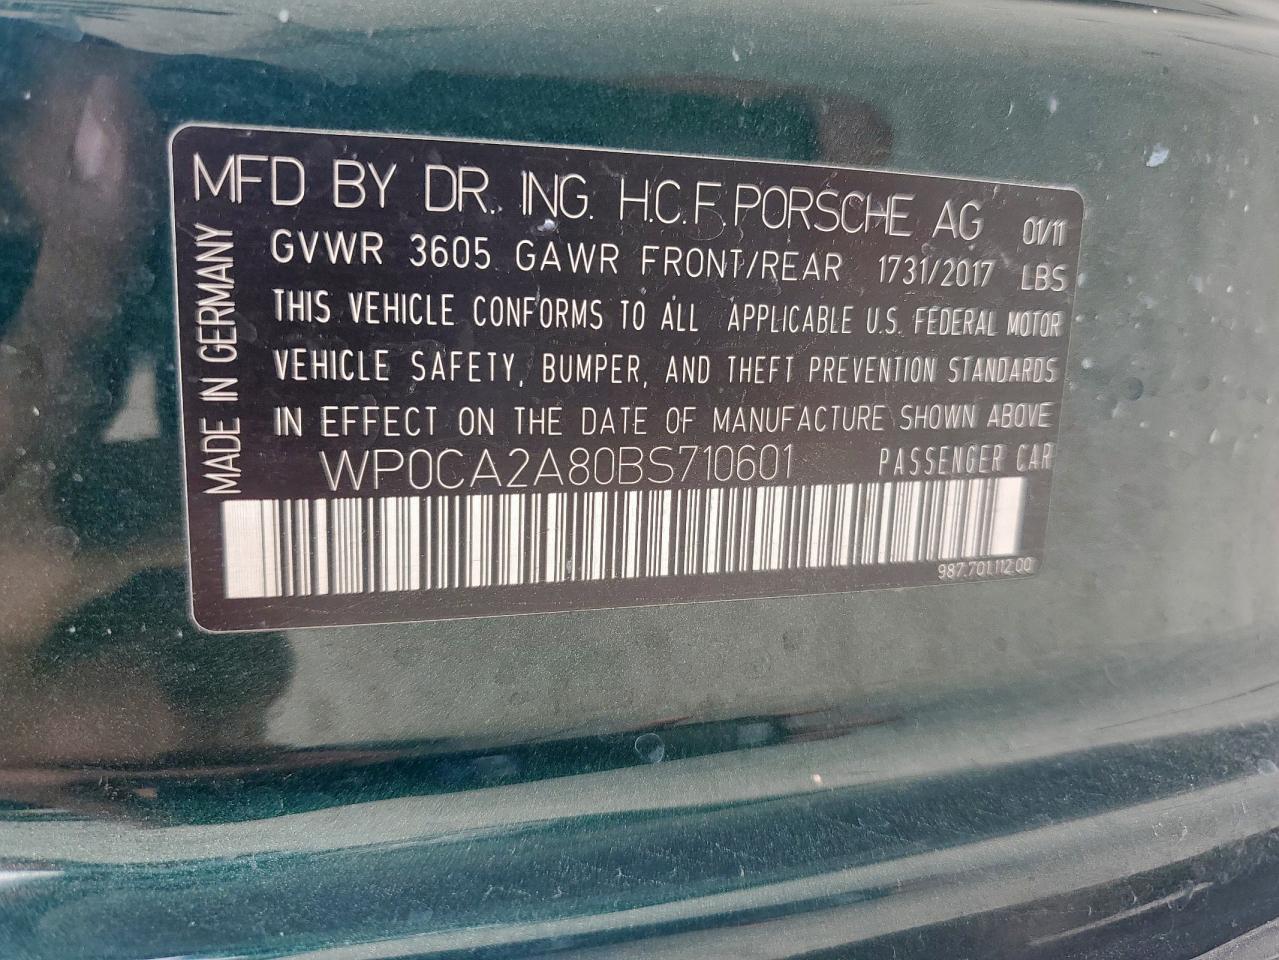 MFD BY DR. ING. H.C.F PORSCHE AG 01/11
GVWR 3605 GAWR FRONT/REAR 1731/2017 LBS
THIS VEHICLE CONFORMS TO ALL APPLICABLE U.S. FEDERAL MOTOR
VEHICLE SAFETY, BUMPER, AND THEFT PREVENTION STANDARDS
IN EFFECT ON THE DATE OF MANUFACTURE SHOWN ABOVE
WP0CA2A80BS710601 PASSENGER CAR
987.701.112.00
MADE IN GERMANY